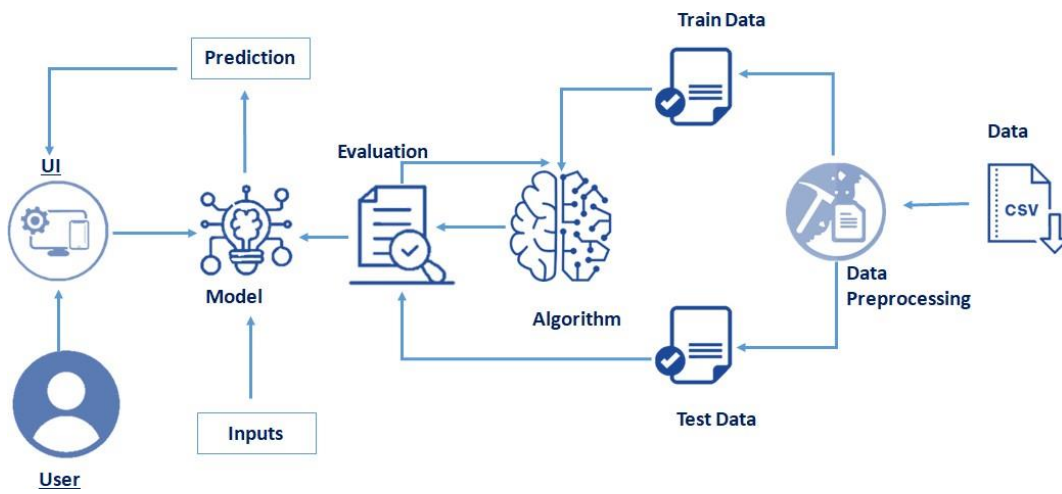 Train Data
Prediction
Data
Evaluation
UI
CSV
Data
Preprocessing
Model
Algorithm
Test Data
Inputs
User